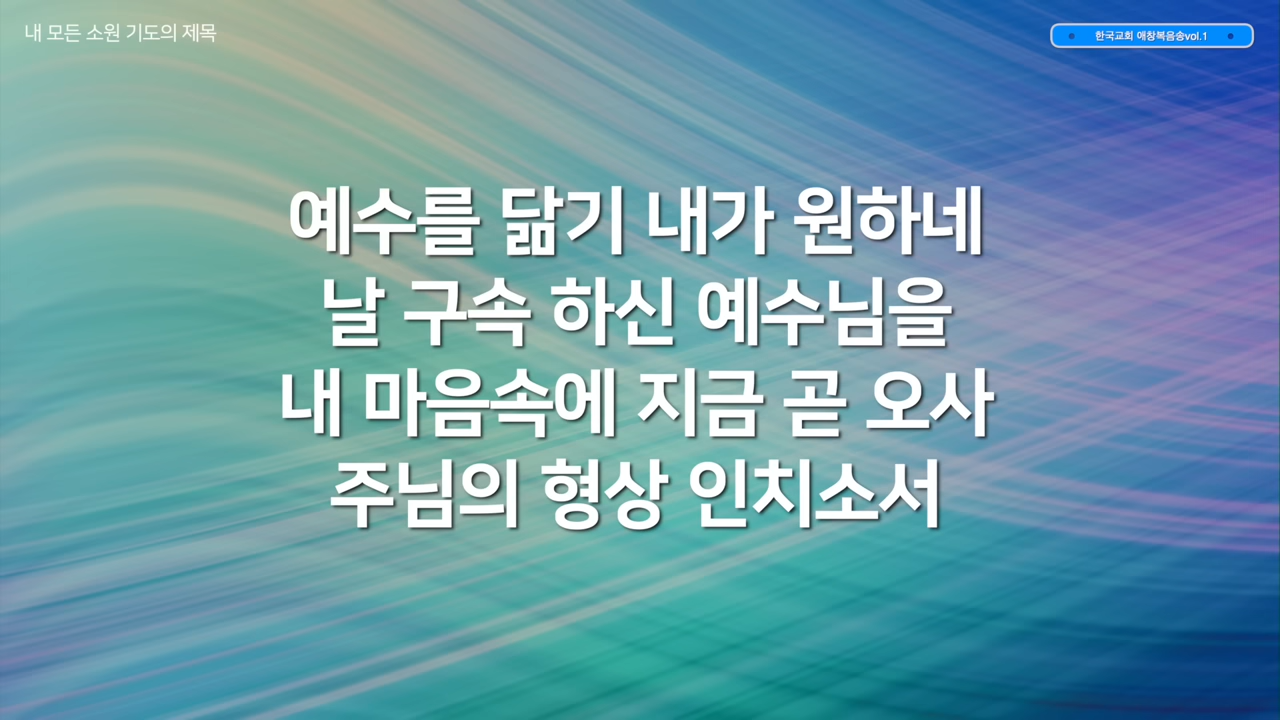 내 모든 소원 기도의 제목
한국교회 애창복음송vol.1
예수를 닮기 내가 원하네
날 구속 하신 예수님을
내 마음속에 지금 곧 오사
주님의 형상 인치소서